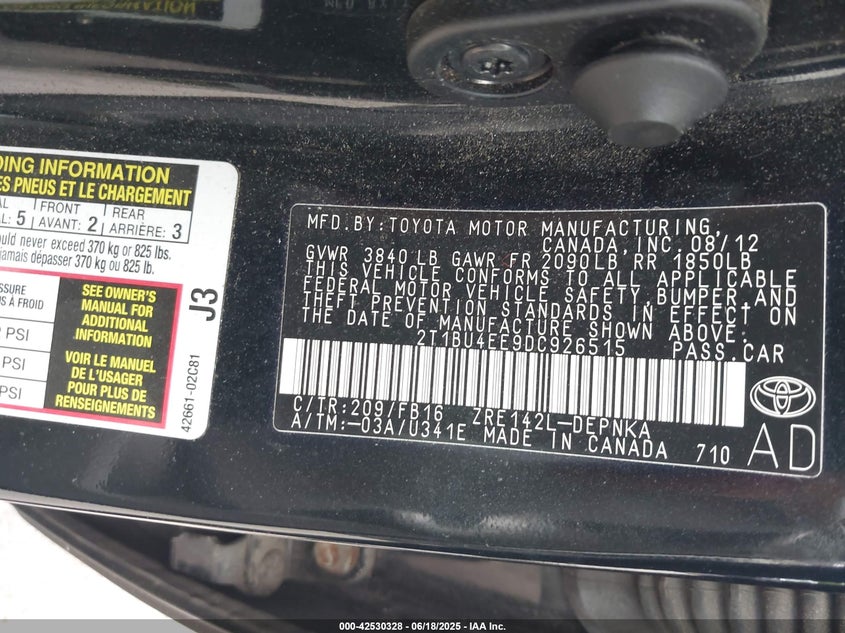 DING INFORMATION
ES PNEUS ET LE CHARGEMENT
AL: 5 FRONT AVANT: 2 REAR ARRIÈRE: 3
ould never exceed 370 kg or 825 lbs.
jamais dépasser 370 kg ou 825 lb.
ESSURE
S À FROID
PSI
PSI
PSI
SEE OWNER'S
MANUAL FOR
ADDITIONAL
INFORMATION
VOIR LE MANUEL
DE L'USAGER
POUR PLUS DE
RENSEIGNEMENTS
J3
42661-02C81
MFD.BY:TOYOTA MOTOR MANUFACTURING,
CANADA,INC.08/12
GVWR 3840LB GAWR FR 2090LB,RR 1850LB
THIS VEHICLE CONFORMS TO ALL APPLICABLE
FEDERAL MOTOR VEHICLE SAFETY,BUMPER,AND
THEFT PREVENTION STANDARDS IN EFFECT ON
THE DATE OF MANUFACTURE SHOWN ABOVE.
2T1BU4EE9DC926515 PASS.CAR
C/TR:209/FB16 ZRE142L-DEPNKA
A/TM:-03A/U341E MADE IN CANADA 710
AD
000-42530328 - 06/18/2025 - IAA Inc.